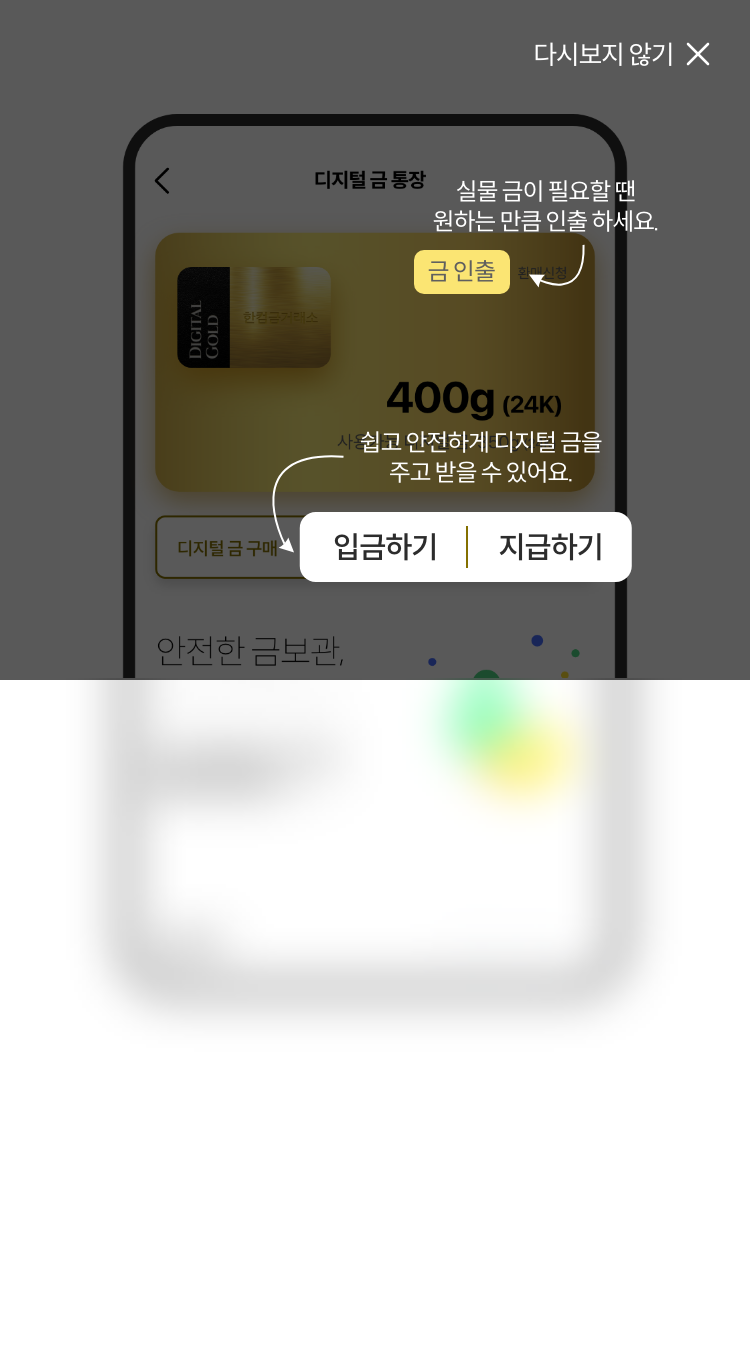 다시보지 않기
디지털 금 통장
실물 금이 필요할 땐
원하는 만큼 인출 하세요.
금 인출
환매신청
DIGITAL
GOLD
400g (24K)
쉽고 안전하게 디지털 금을
주고 받을 수 있어요.
디지털 금 구매
입금하기
지급하기
안전한 금보관,